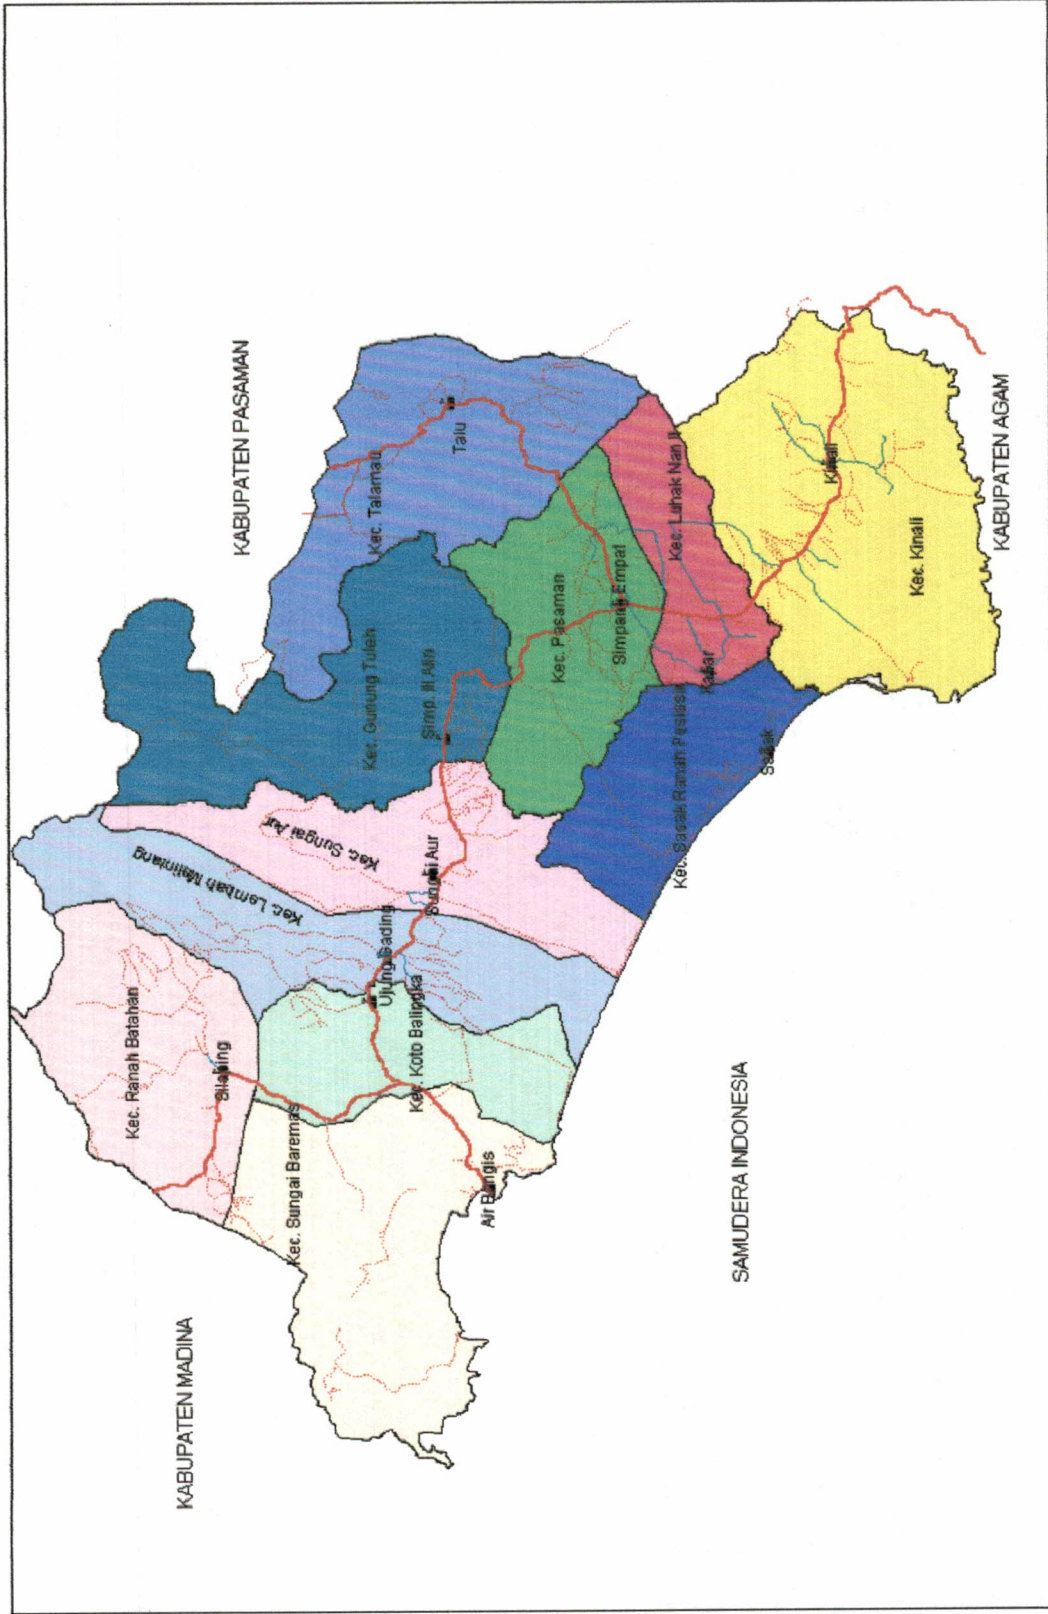 KABUPATEN MADINA
KABUPATEN PASAMAN
Kec. Ranah Batahan
Silaping
Kec. Lembah Melintang
Kec. Sungai Aur
Kec. Gunung Tuleh
Kec. Talamau
Talu
Kec. Sungai Baremas
Ujung Gading
Sungai Aur
Simp. III Alin
Kec. Koto Balingka
Air Bangis
Kec. Pasaman
Simpang Empat
Kec. Luhak Nan II
Kec. Sasak Ranah Pesisir
Sasak
Kinali
Kec. Kinali
SAMUDERA INDONESIA
KABUPATEN AGAM